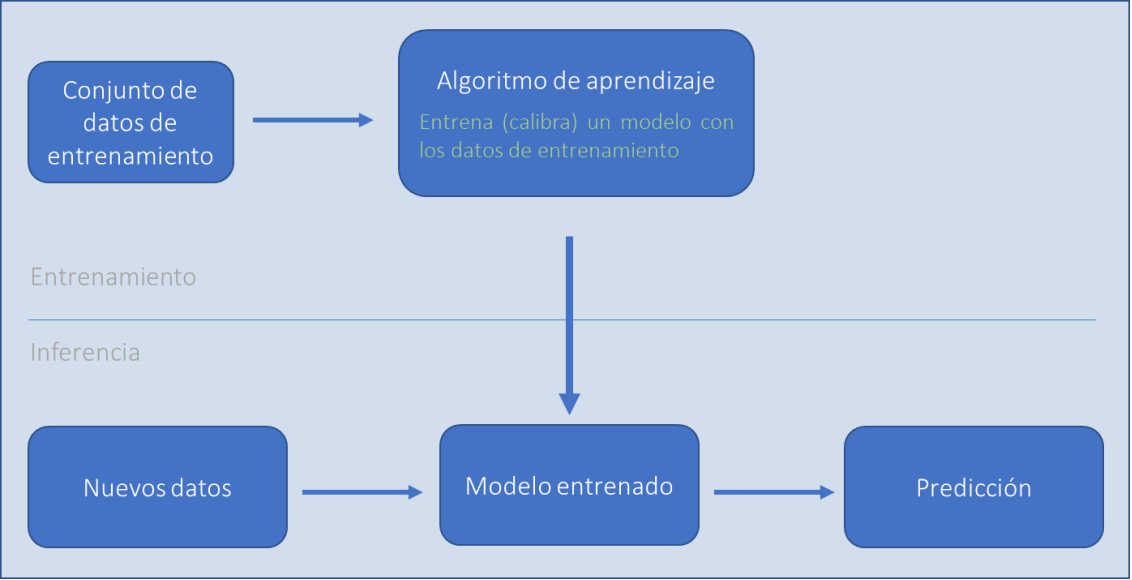 Conjunto de
datos de
entrenamiento
Algoritmo de aprendizaje
Entrena (calibra) un modelo con
los datos de entrenamiento
Entrenamiento
Inferencia
Nuevos datos
Modelo entrenado
Predicción